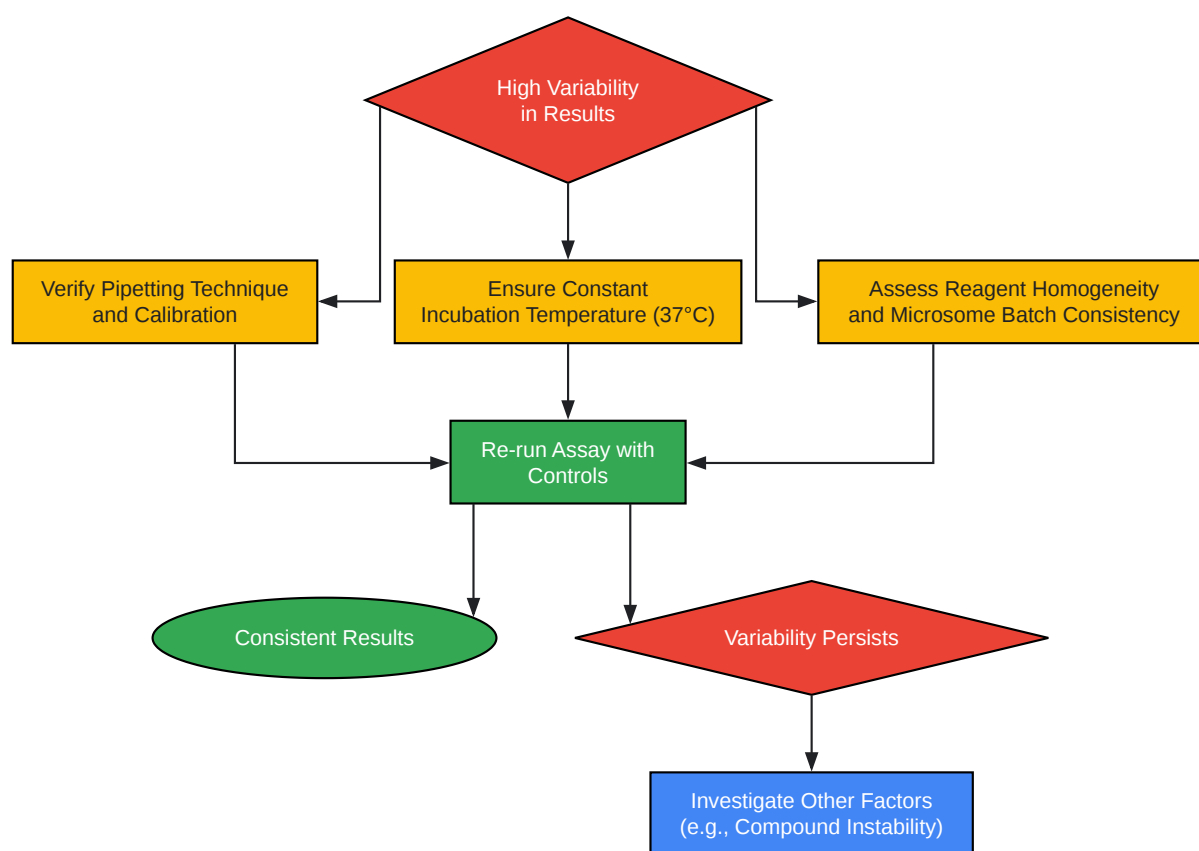 High Variability
in Results
Verify Pipetting Technique
and Calibration
Ensure Constant
Incubation Temperature (37°C)
Assess Reagent Homogeneity
and Microsome Batch Consistency
Re-run Assay with
Controls
Consistent Results
Variability Persists
Investigate Other Factors
(e.g., Compound Instability)